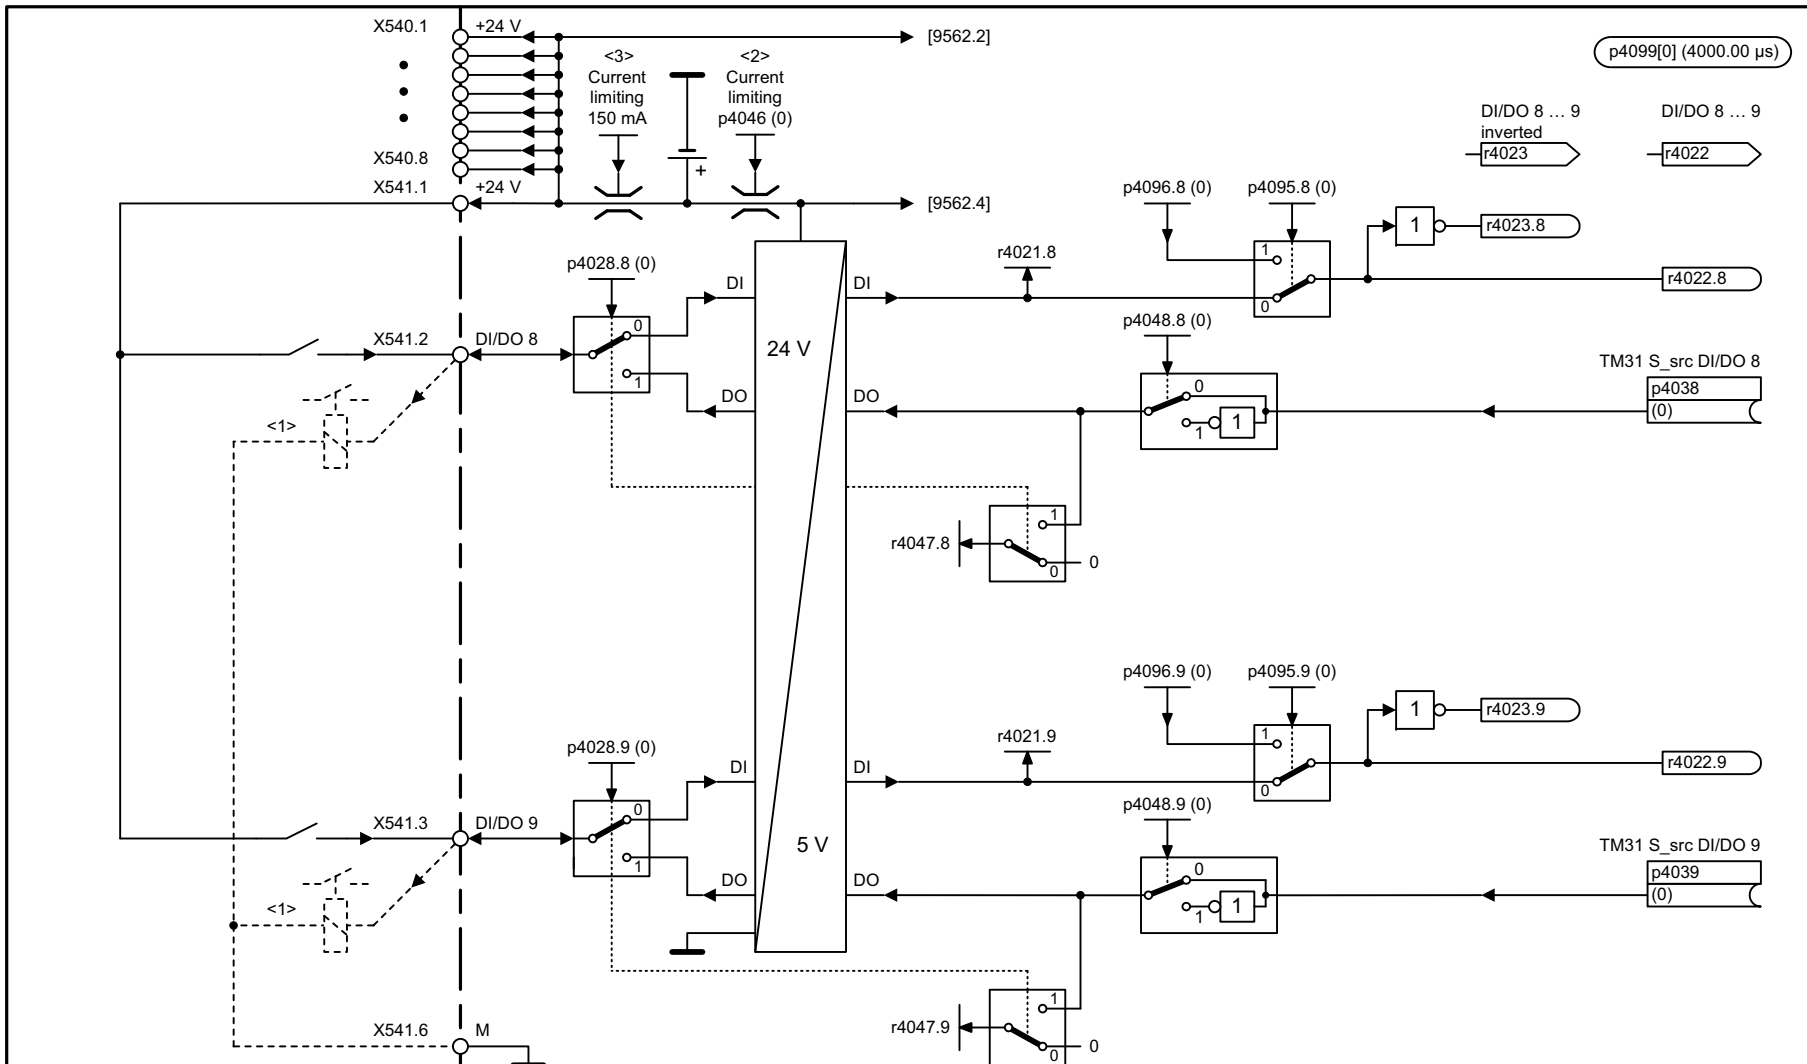 X540.1
+24 V
[9562.2]
p4099[0] (4000.00 µs)
<3>
Current
limiting
150 mA
<2>
Current
limiting
p4046 (0)
+
DI/DO 8 ... 9
inverted
r4023
DI/DO 8 ... 9
r4022
X540.8
X541.1
+24 V
[9562.4]
p4096.8 (0)
p4095.8 (0)
1
0
1
r4023.8
r4022.8
r4021.8
p4028.8 (0)
DI
DI
X541.2
DI/DO 8
0
1
24 V
DO
DO
p4048.8 (0)
0
1
1
TM31 S_src DI/DO 8
p4038
(0)
<1>
r4047.8
1
0
0
p4096.9 (0)
p4095.9 (0)
1
0
1
r4023.9
r4022.9
r4021.9
p4028.9 (0)
DI
DI
X541.3
DI/DO 9
0
1
5 V
DO
DO
p4048.9 (0)
0
1
1
TM31 S_src DI/DO 9
p4039
(0)
<1>
r4047.9
1
0
0
X541.6
M